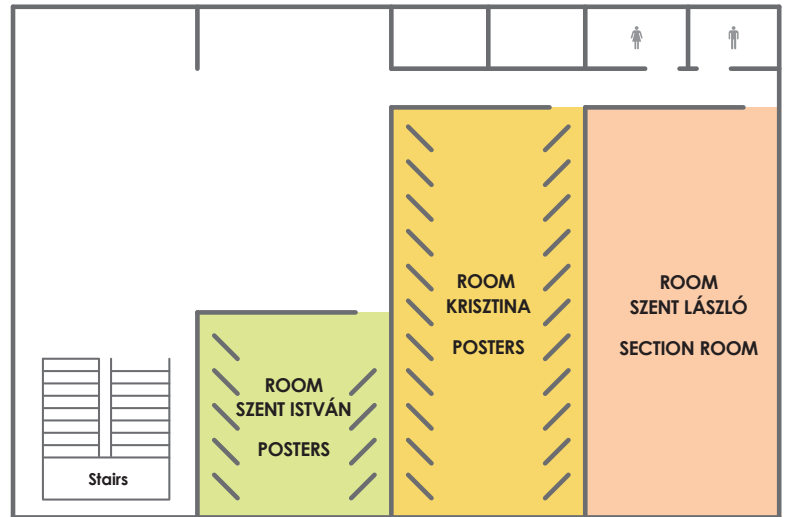 ROOM
KRISZTINA
POSTERS
ROOM
SZENT LÁSZLÓ
SECTION ROOM
ROOM
SZENT ISTVÁN
POSTERS
Stairs